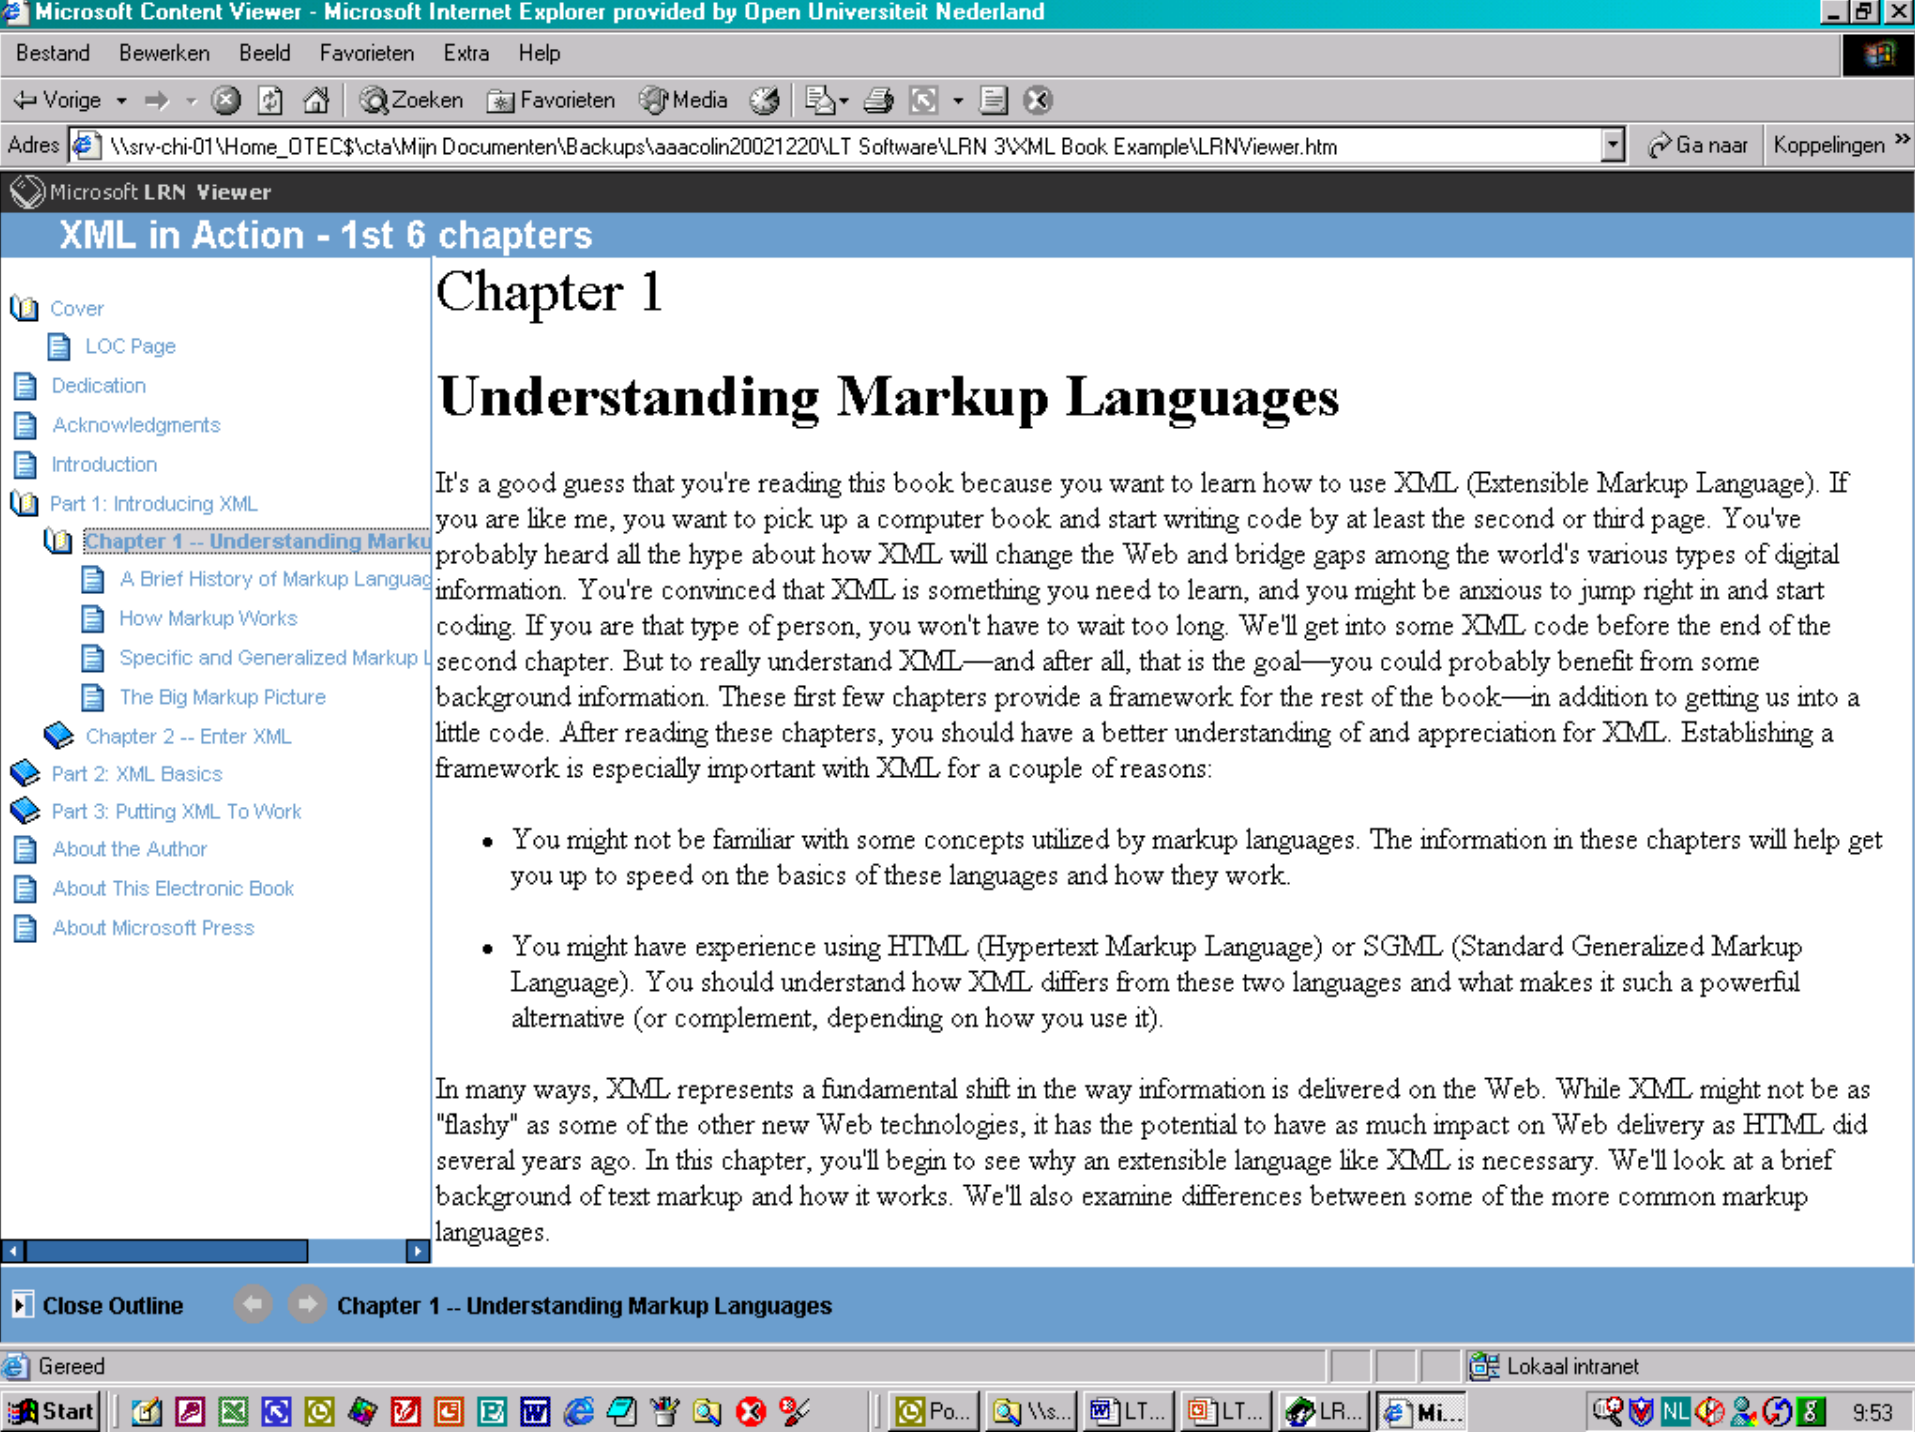 Microsoft Content Viewer - Microsoft Internet Explorer provided by Open Universiteit Nederland
Bestand Bewerken Beeld Favorieten Extra Help
Vorige Zoeken Favorieten Media
Adres \\srv-chi-01\Home_OTEC$\cta\Mijn Documenten\Backups\aaacolin20021220\LT Software\LRN 3\XML Book Example\LRNViewer.htm Ga naar Koppelingen »
Microsoft LRN Viewer
XML in Action - 1st 6 chapters
Cover
LOC Page
Dedication
Acknowledgments
Introduction
Part 1: Introducing XML
Chapter 1 -- Understanding Marku
A Brief History of Markup Languag
How Markup Works
Specific and Generalized Markup L
The Big Markup Picture
Chapter 2 -- Enter XML
Part 2: XML Basics
Part 3: Putting XML To Work
About the Author
About This Electronic Book
About Microsoft Press
Chapter 1
Understanding Markup Languages
It's a good guess that you're reading this book because you want to learn how to use XML (Extensible Markup Language). If
you are like me, you want to pick up a computer book and start writing code by at least the second or third page. You've
probably heard all the hype about how XML will change the Web and bridge gaps among the world's various types of digital
information. You're convinced that XML is something you need to learn, and you might be anxious to jump right in and start
coding. If you are that type of person, you won't have to wait too long. We'll get into some XML code before the end of the
second chapter. But to really understand XML—and after all, that is the goal—you could probably benefit from some
background information. These first few chapters provide a framework for the rest of the book—in addition to getting us into a
little code. After reading these chapters, you should have a better understanding of and appreciation for XML. Establishing a
framework is especially important with XML for a couple of reasons:
• You might not be familiar with some concepts utilized by markup languages. The information in these chapters will help get
you up to speed on the basics of these languages and how they work.
• You might have experience using HTML (Hypertext Markup Language) or SGML (Standard Generalized Markup
Language). You should understand how XML differs from these two languages and what makes it such a powerful
alternative (or complement, depending on how you use it).
In many ways, XML represents a fundamental shift in the way information is delivered on the Web. While XML might not be as
"flashy" as some of the other new Web technologies, it has the potential to have as much impact on Web delivery as HTML did
several years ago. In this chapter, you'll begin to see why an extensible language like XML is necessary. We'll look at a brief
background of text markup and how it works. We'll also examine differences between some of the more common markup
languages.
Close Outline Chapter 1 -- Understanding Markup Languages
Gereed Lokaal intranet
Start Po... \\s... LT... LT... LR... Mi... NL 9:53